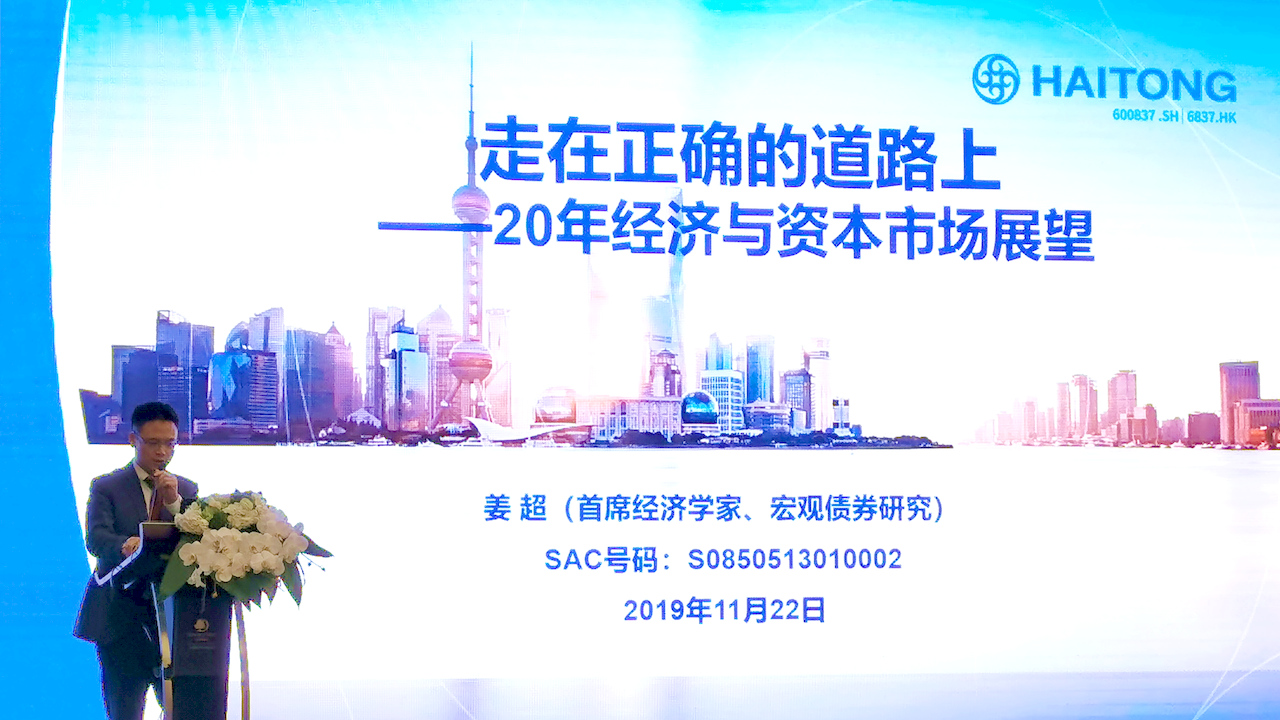 HAITONG
600837.SH | 6837.HK
走在正确的道路上
——20年经济与资本市场展望
姜 超（首席经济学家、宏观债券研究）
SAC号码：S0850513010002
2019年11月22日